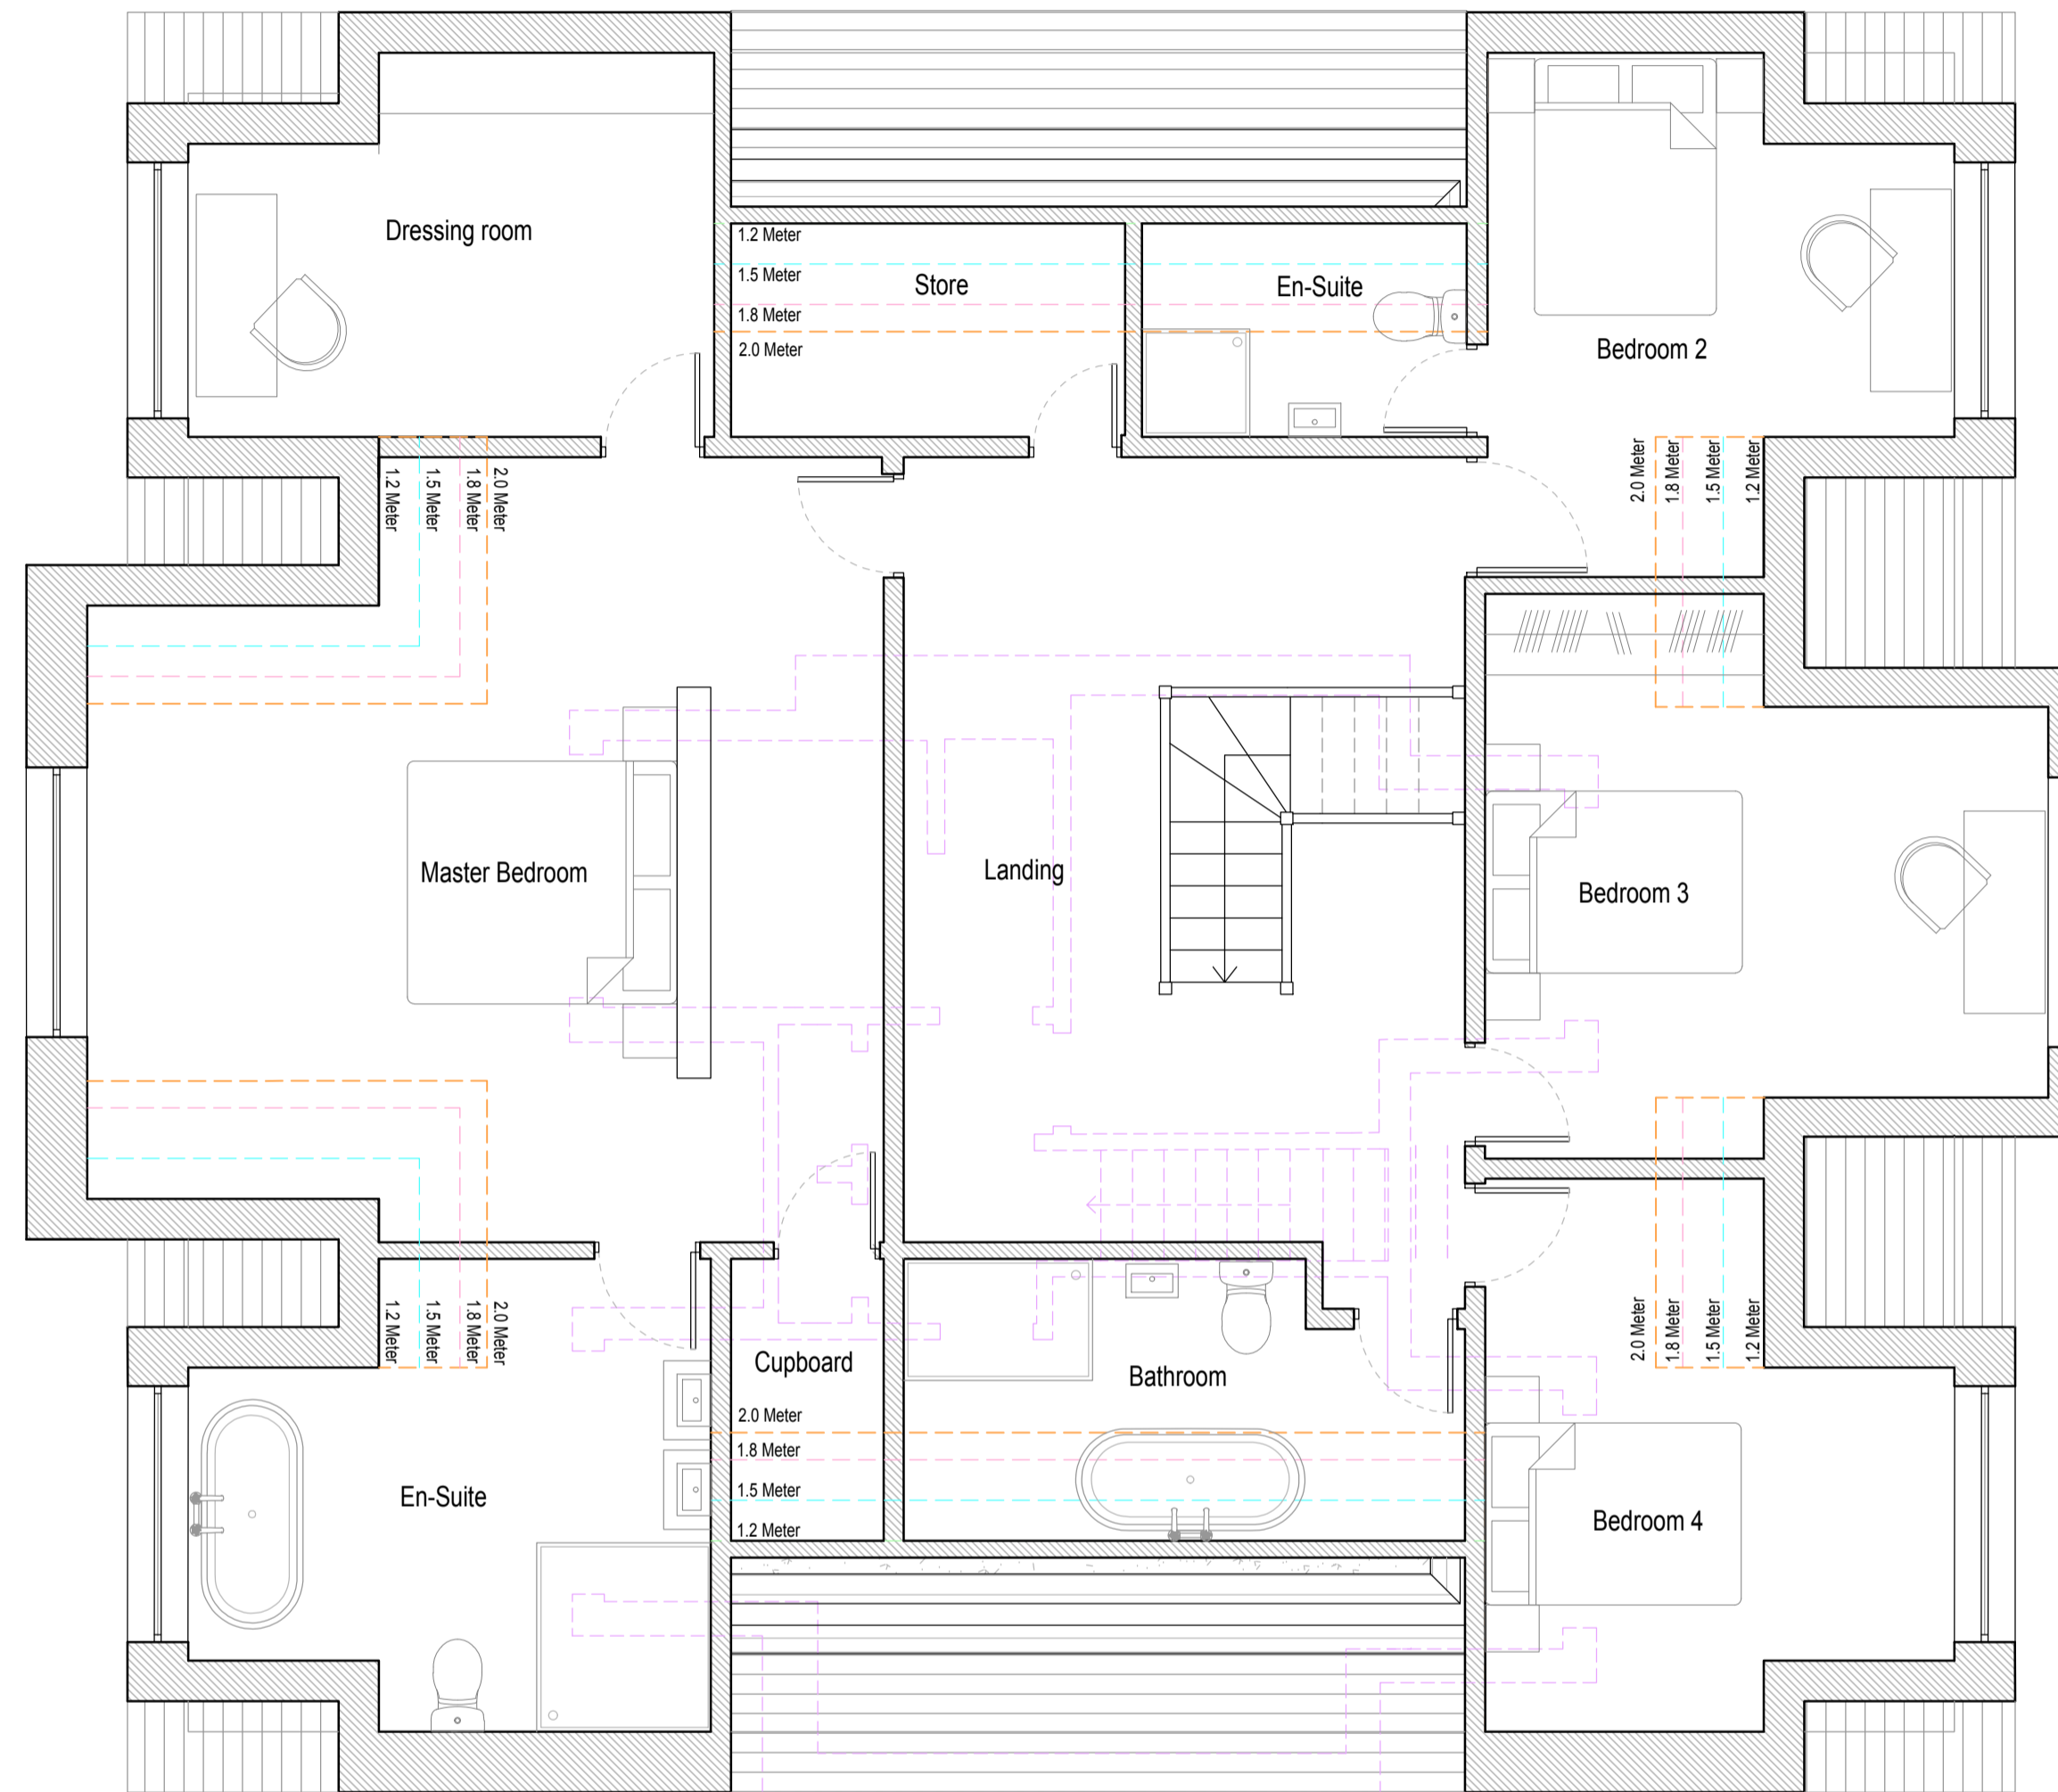 Dressing room
1.2 Meter
1.5 Meter
1.8 Meter
2.0 Meter
Store
En-Suite
Bedroom 2
1.2 Meter
1.5 Meter
1.8 Meter
2.0 Meter
2.0 Meter
1.8 Meter
1.5 Meter
1.2 Meter
Master Bedroom
Landing
Bedroom 3
1.2 Meter
1.5 Meter
1.8 Meter
2.0 Meter
2.0 Meter
1.8 Meter
1.5 Meter
1.2 Meter
Cupboard
Bathroom
2.0 Meter
1.8 Meter
1.5 Meter
1.2 Meter
En-Suite
Bedroom 4